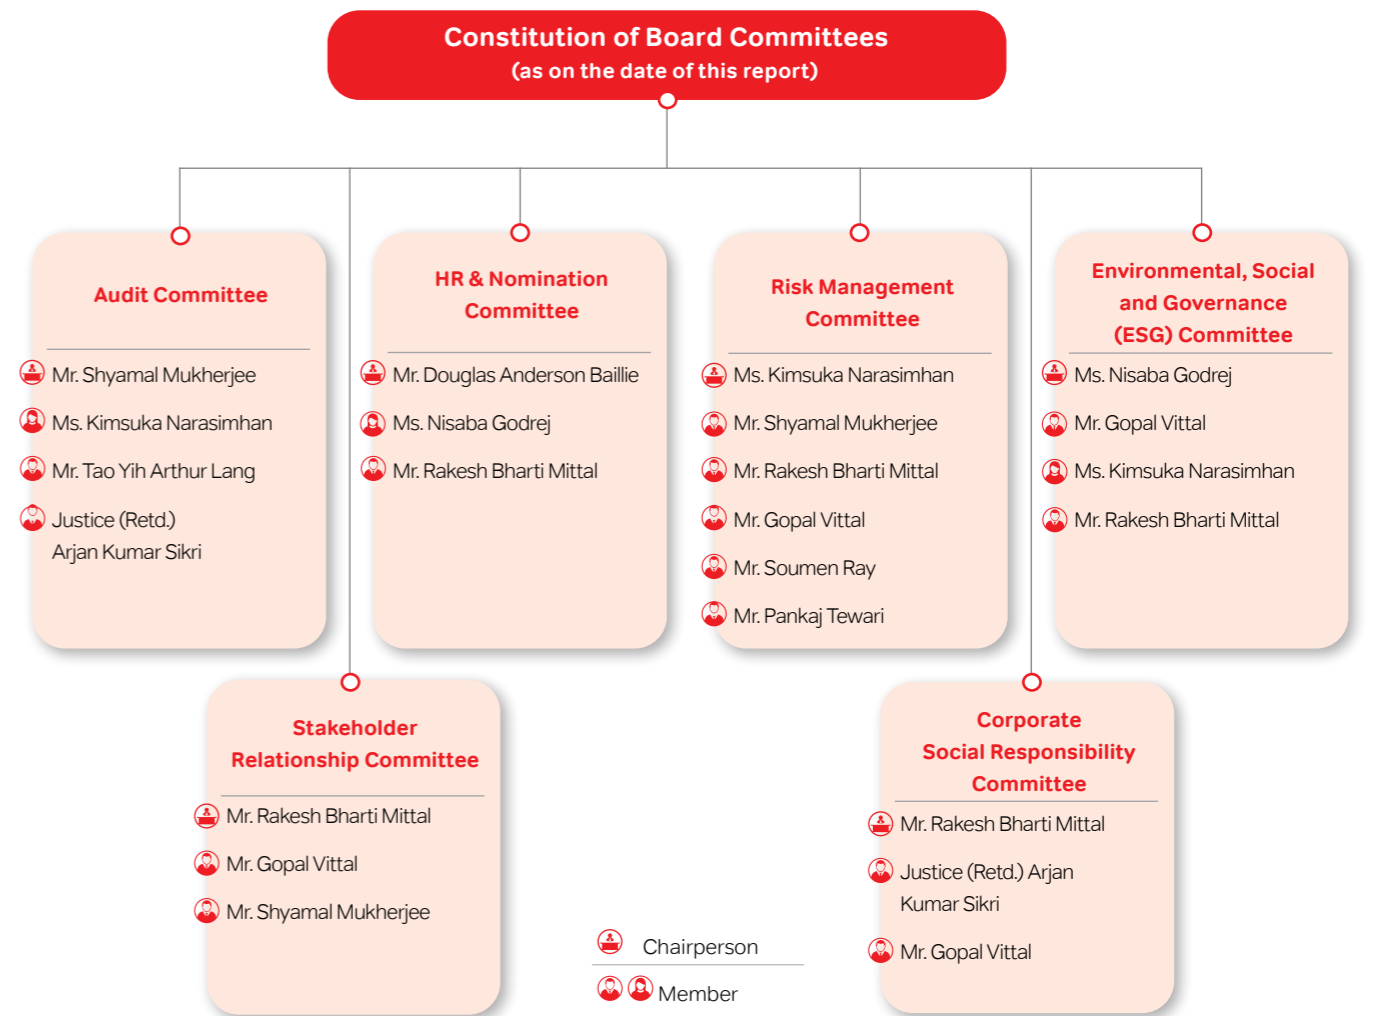 Constitution of Board Committees
(as on the date of this report)
Audit Committee
Mr. Shyamal Mukherjee
Ms. Kimsuka Narasimhan
Mr. Tao Yih Arthur Lang
Justice (Retd.)
Arjan Kumar Sikri
HR & Nomination
Committee
Mr. Douglas Anderson Baillie
Ms. Nisaba Godrej
Mr. Rakesh Bharti Mittal
Risk Management
Committee
Ms. Kimsuka Narasimhan
Mr. Shyamal Mukherjee
Mr. Rakesh Bharti Mittal
Mr. Gopal Vittal
Mr. Soumen Ray
Mr. Pankaj Tewari
Environmental, Social
and Governance
(ESG) Committee
Ms. Nisaba Godrej
Mr. Gopal Vittal
Ms. Kimsuka Narasimhan
Mr. Rakesh Bharti Mittal
Stakeholder
Relationship Committee
Mr. Rakesh Bharti Mittal
Mr. Gopal Vittal
Mr. Shyamal Mukherjee
Corporate
Social Responsibility
Committee
Mr. Rakesh Bharti Mittal
Justice (Retd.) Arjan
Kumar Sikri
Mr. Gopal Vittal
Chairperson
Member